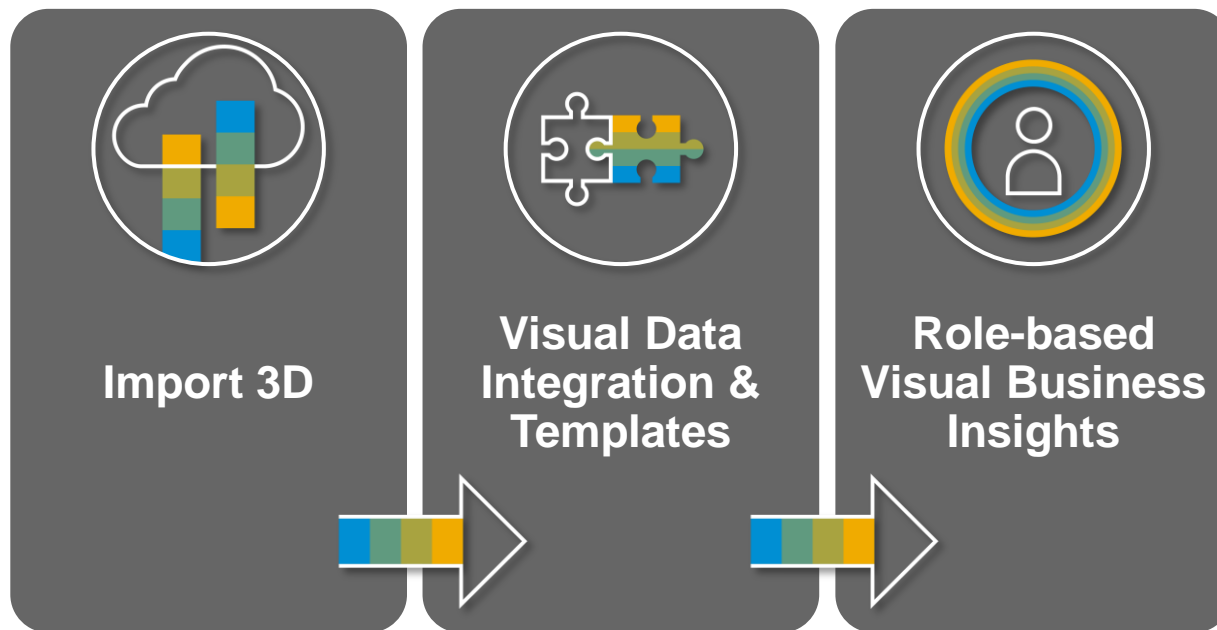 Import 3D
Visual Data
Integration &
Templates
Role-based
Visual Business
Insights